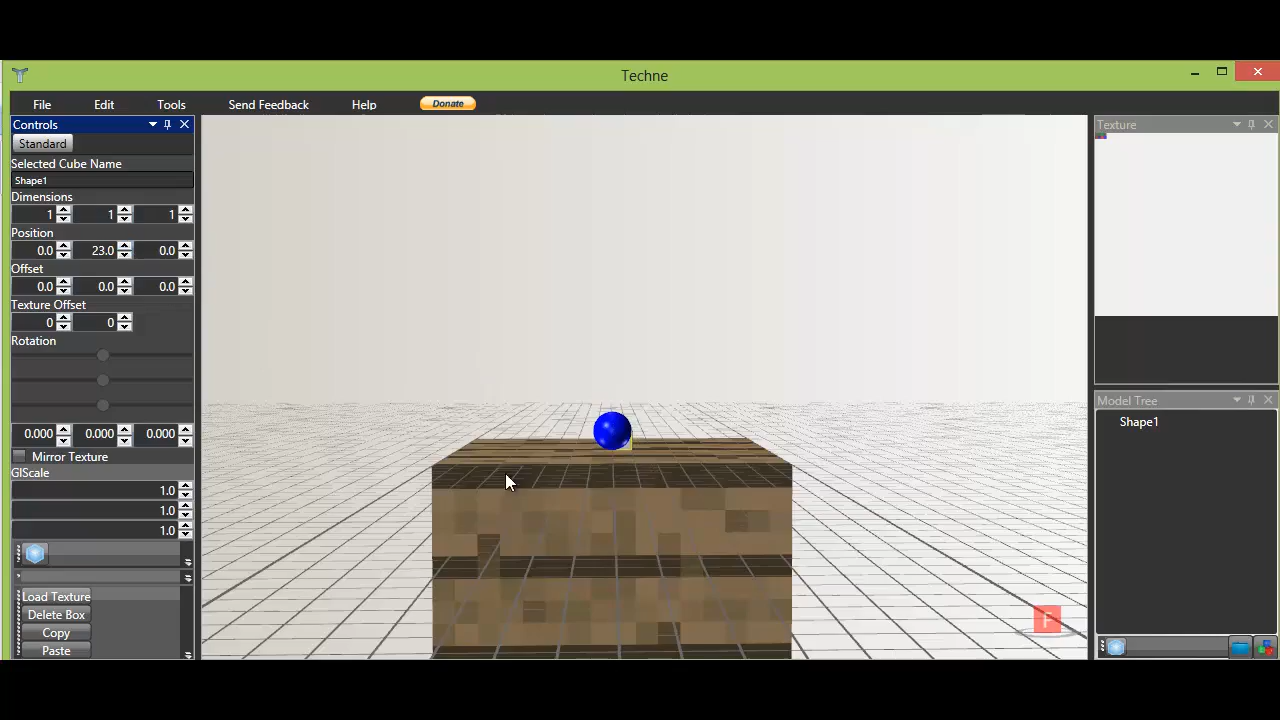 Techne
File Edit Tools Send Feedback Help Donate
Controls
Standard
Selected Cube Name
Shape1
Dimensions
1 1 1
Position
0.0 23.0 0.0
Offset
0.0 0.0 0.0
Texture Offset
0 0
Rotation
0.000 0.000 0.000
Mirror Texture
GlScale
1.0
1.0
1.0
Load Texture
Delete Box
Copy
Paste
F
Texture
Model Tree
Shape1